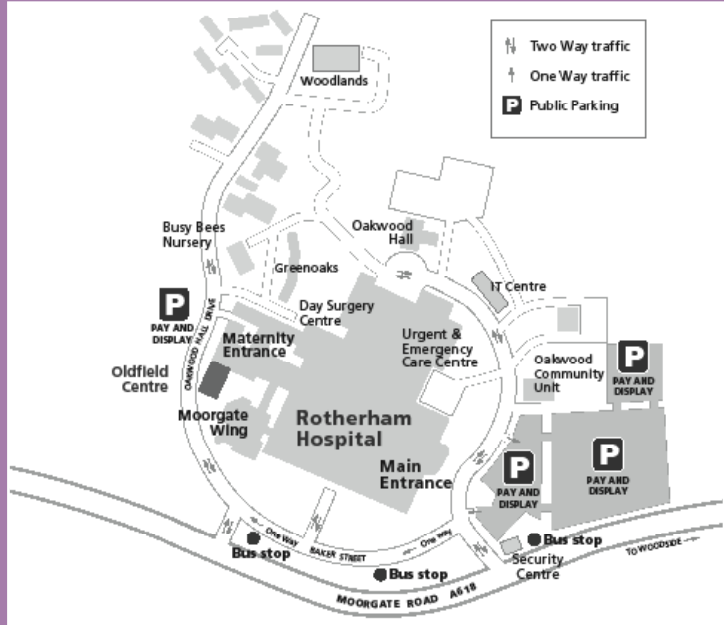 Two Way traffic
One Way traffic
P Public Parking
Woodlands
Busy Bees
Nursery
Oakwood
Hall
Greenoaks
IT Centre
P
PAY AND
DISPLAY
OAKWOOD HALL DRIVE
Day Surgery
Centre
Maternity
Entrance
Urgent &
Emergency
Care Centre
Oldfield
Centre
Oakwood
Community
Unit
P
PAY AND
DISPLAY
Moorgate
Wing
Rotherham
Hospital
Main
Entrance
P
PAY AND
DISPLAY
P
PAY AND
DISPLAY
One Way
One way
Bus stop
BAKER STREET
Bus stop
Bus stop
Security
Centre
TO WOODSIDE
MOORGATE ROAD A618